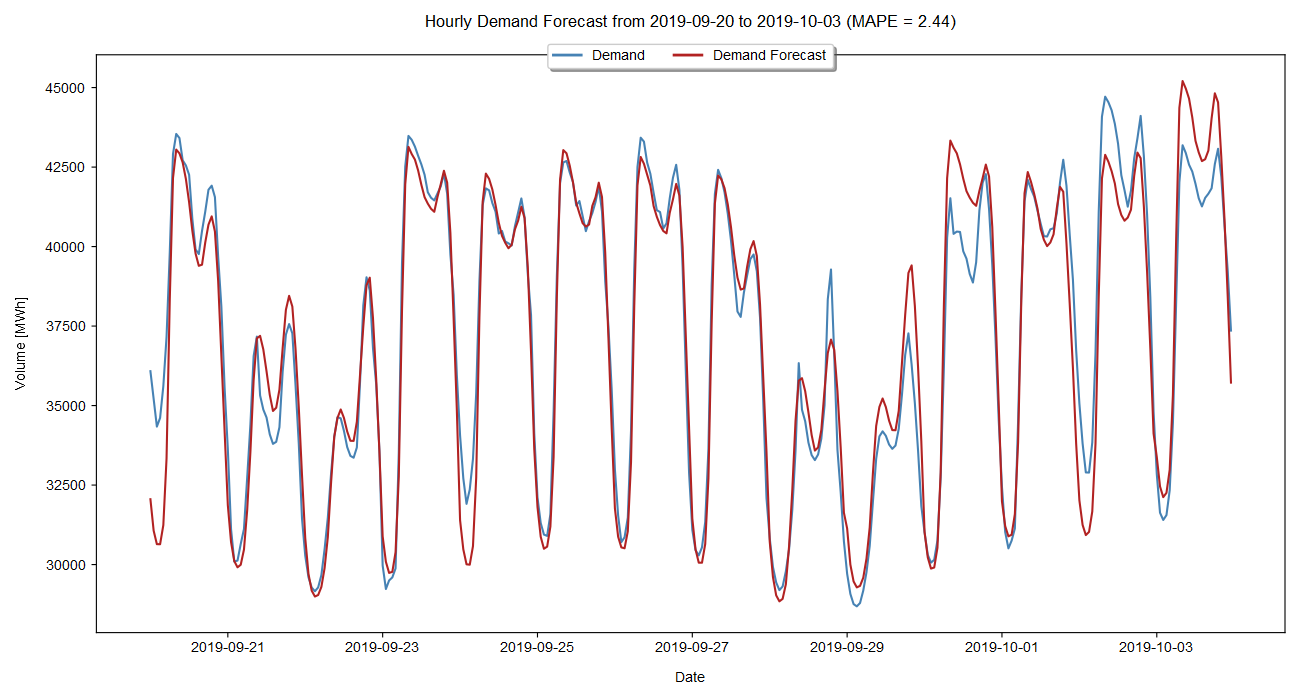 Hourly Demand Forecast from 2019-09-20 to 2019-10-03 (MAPE = 2.44)
Demand
Demand Forecast
45000
42500
40000
37500
35000
32500
30000
Volume [MWh]
2019-09-21
2019-09-23
2019-09-25
2019-09-27
2019-09-29
2019-10-01
2019-10-03
Date